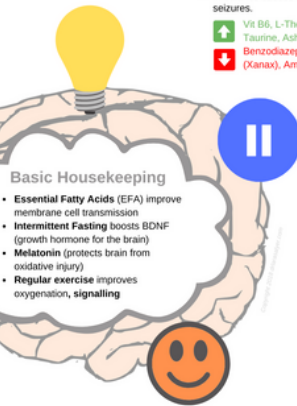 seizures.
Vit B6, L-The
Taurine, Ash
Benzodiazep
(Xanax), Am
Basic Housekeeping
• Essential Fatty Acids (EFA) improve
membrane cell transmission
• Intermittent Fasting boosts BDNF
(growth hormone for the brain)
• Melatonin (protects brain from
oxidative injury)
• Regular exercise improves
oxygenation, signalling